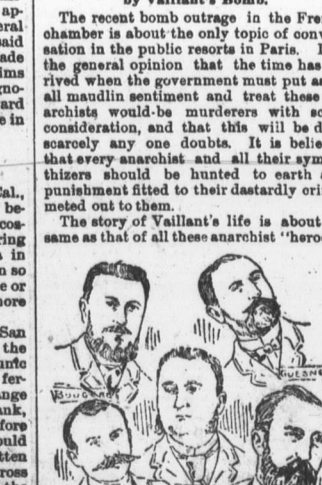 ap-
eral
said
ade
ims
gno-
ard
e in
Cal.,
be-
cos-
ring
in
n so
e or
more
San
the
fer-
ange
ank,
fore
ould
tten
ross
by Vaillant's Bomb.
The recent bomb outrage in the Fre
chamber is about the only topic of conv
sation in the public resorts in Paris. I
the general opinion that the time has
rived when the government must put as
all maudlin sentiment and treat these
archists would-be murderers with sc
consideration, and that this wiil be d
scarcely any one doubts. It is belie
that every anarchist and all their sym
thizers should be hunted to earth a
punishment fitted to their dastardly cri
meted out to them.
The story of Vaillant's life is about
same as that of all these anarchist "heroe